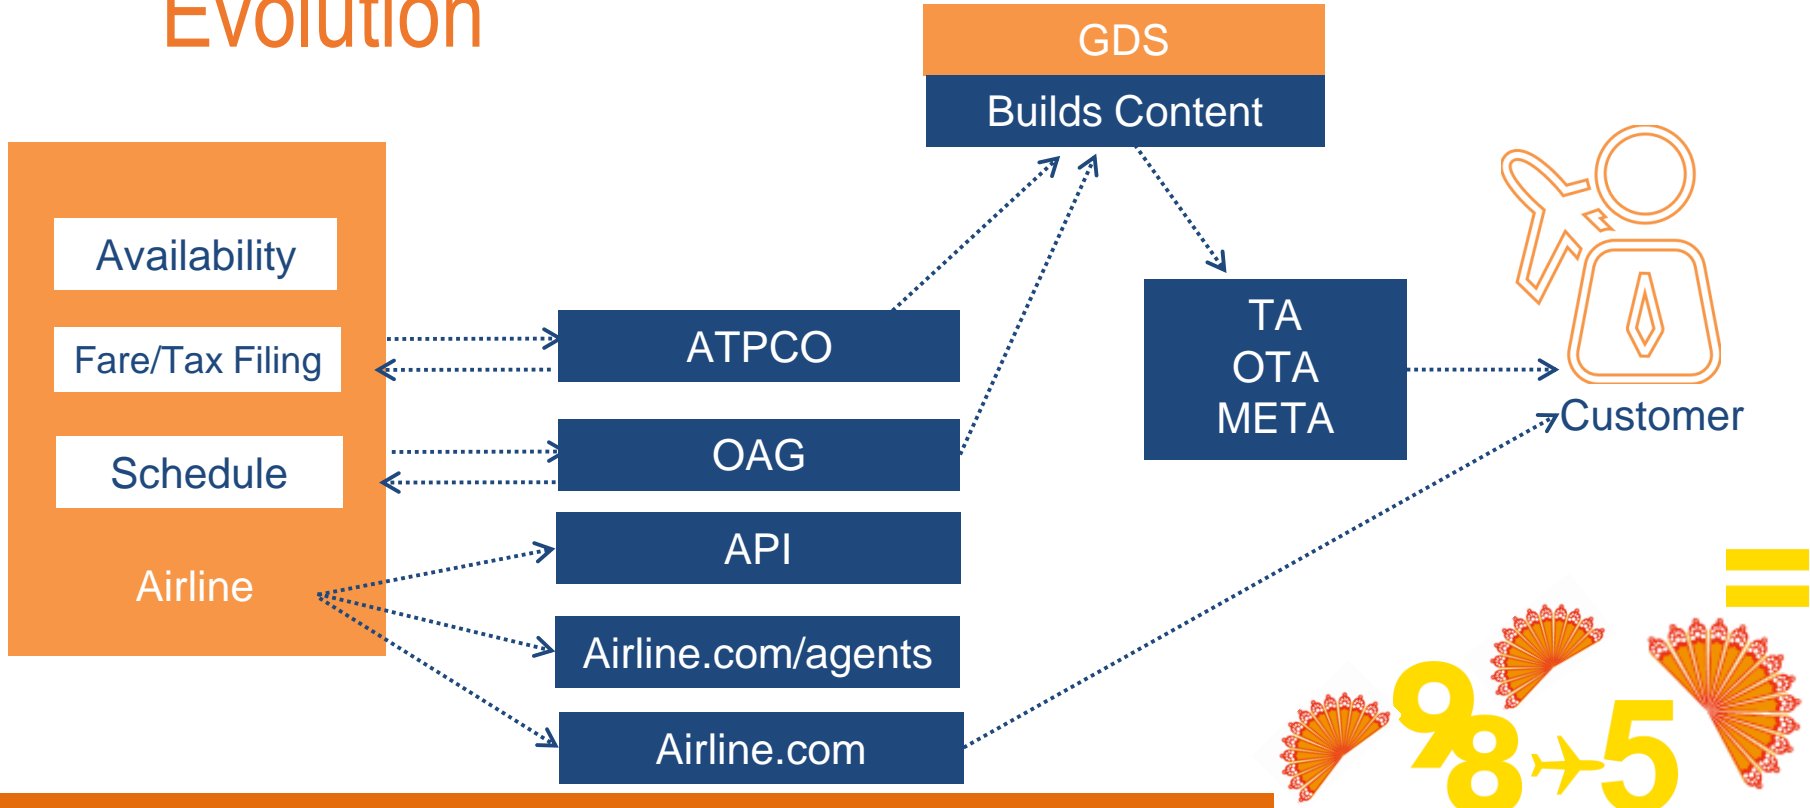 Evolution
GDS
Builds Content
Availability
Fare/Tax Filing
Schedule
Airline
ATPCO
OAG
API
Airline.com/agents
Airline.com
TA
OTA
META
Customer
98 5
=